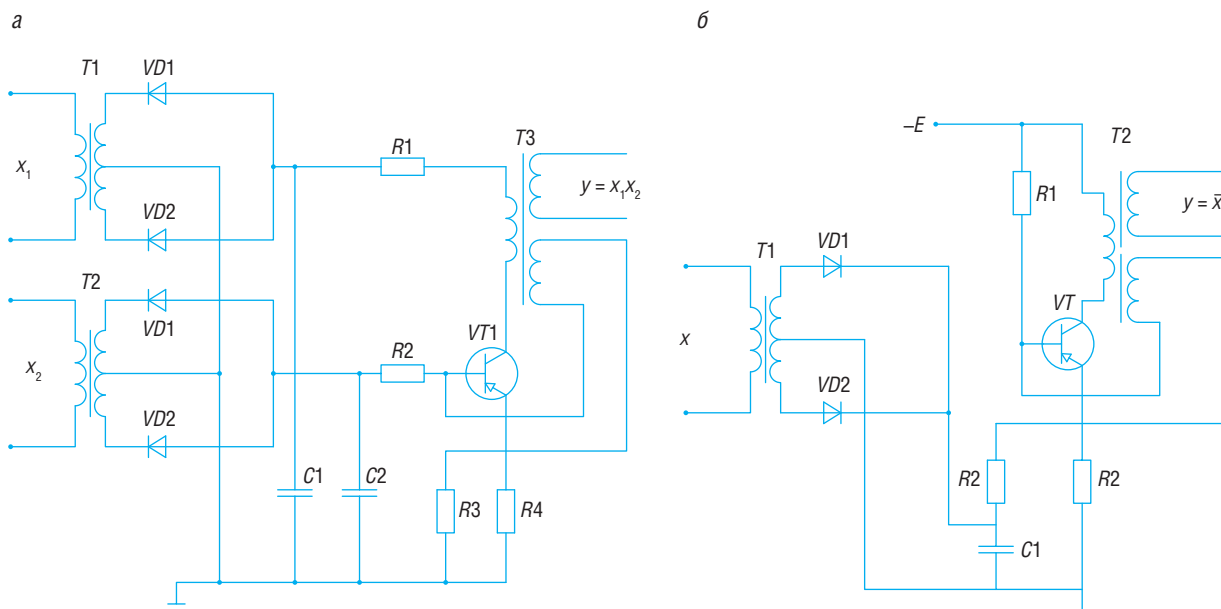 а
T1
VD1
x₁
VD2
T2
VD1
x₂
VD2
R1
T3
y = x₁x₂
R2
VT1
C1
C2
R3
R4
б
–E
T2
R1
y = x̄
T1
VD1
VT
x
VD2
R2
R2
C1